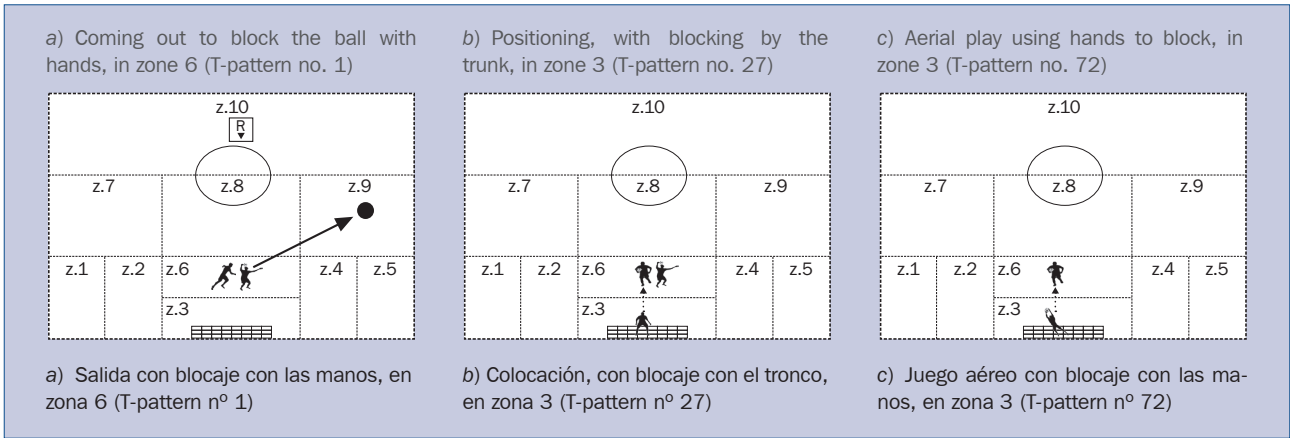 a) Coming out to block the ball with
hands, in zone 6 (T-pattern no. 1)
b) Positioning, with blocking by the
trunk, in zone 3 (T-pattern no. 27)
c) Aerial play using hands to block, in
zone 3 (T-pattern no. 72)
z.10
R
z.7
z.8
z.9
z.1
z.2
z.6
z.4
z.5
z.3
z.10
z.7
z.8
z.9
z.1
z.2
z.6
z.4
z.5
z.3
z.10
z.7
z.8
z.9
z.1
z.2
z.6
z.4
z.5
z.3
a) Salida con blocaje con las manos, en
zona 6 (T-pattern nº 1)
b) Colocación, con blocaje con el tronco,
en zona 3 (T-pattern nº 27)
c) Juego aéreo con blocaje con las ma-
nos, en zona 3 (T-pattern nº 72)